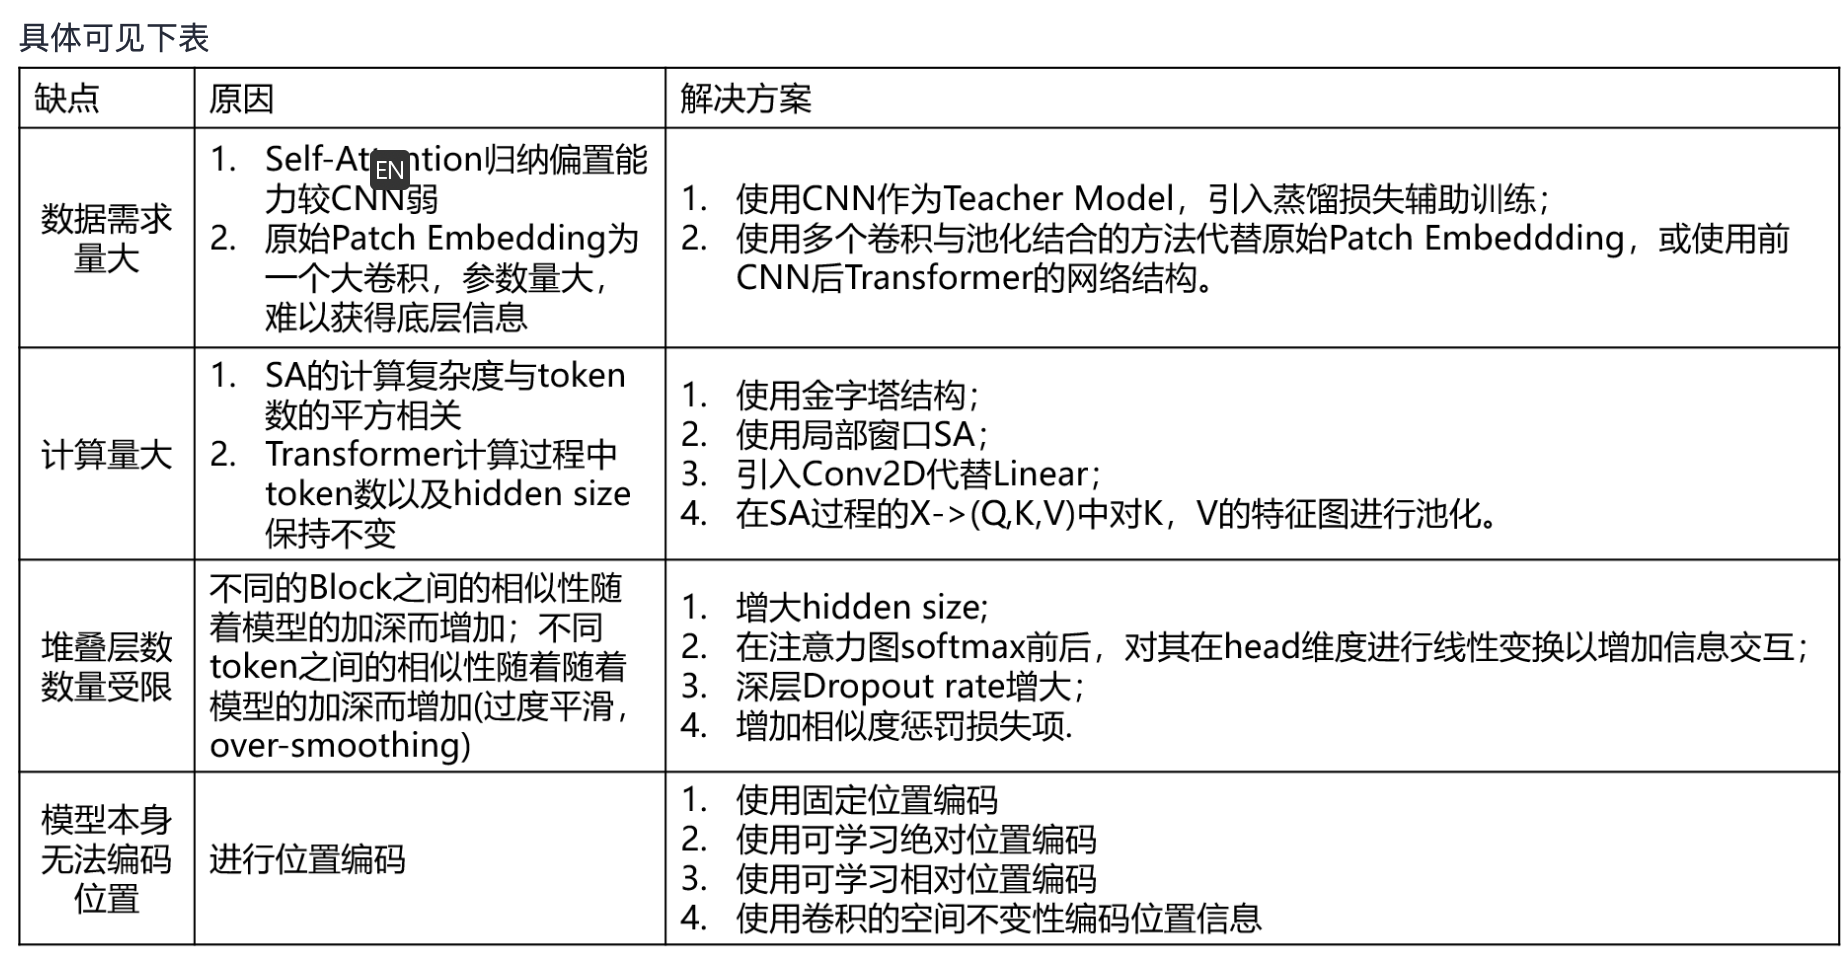 具体可见下表
缺点
原因
解决方案
数据需求
量大
1. Self-Attention归纳偏置能
力较CNN弱
2. 原始Patch Embedding为
一个大卷积，参数量大，
难以获得底层信息
EN
1. 使用CNN作为Teacher Model，引入蒸馏损失辅助训练；
2. 使用多个卷积与池化结合的方法代替原始Patch Embeddding，或使用前
CNN后Transformer的网络结构。
计算量大
1. SA的计算复杂度与token
数的平方相关
2. Transformer计算过程中
token数以及hidden size
保持不变
1. 使用金字塔结构；
2. 使用局部窗口SA；
3. 引入Conv2D代替Linear；
4. 在SA过程的X->(Q,K,V)中对K，V的特征图进行池化。
堆叠层数
数量受限
不同的Block之间的相似性随
着模型的加深而增加；不同
token之间的相似性随着随着
模型的加深而增加(过度平滑，
over-smoothing)
1. 增大hidden size;
2. 在注意力图softmax前后，对其在head维度进行线性变换以增加信息交互；
3. 深层Dropout rate增大；
4. 增加相似度惩罚损失项.
模型本身
无法编码
位置
进行位置编码
1. 使用固定位置编码
2. 使用可学习绝对位置编码
3. 使用可学习相对位置编码
4. 使用卷积的空间不变性编码位置信息